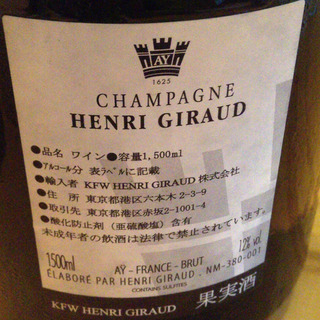 AŸ
1625
CHAMPAGNE
HENRI GIRAUD
●品名 ワイン●容量1,500ml
●アルコール分 表ラベルに記載
●輸入者 KFW HENRI GIRAUD 株式会社
●住 所 東京都港区六本木2-3-9
●取引先 東京都港区赤坂2-1001-4
●酸化防止剤（亜硫酸塩）含有
未成年者の飲酒は法律で禁止されています。
1500ml
12% VOL
AŸ-FRANCE-BRUT
ÉLABORÉ PAR HENRI GIRAUD. NM-380-001
CONTAINS SULFITES
果実酒
KFW HENRI GIRAUD